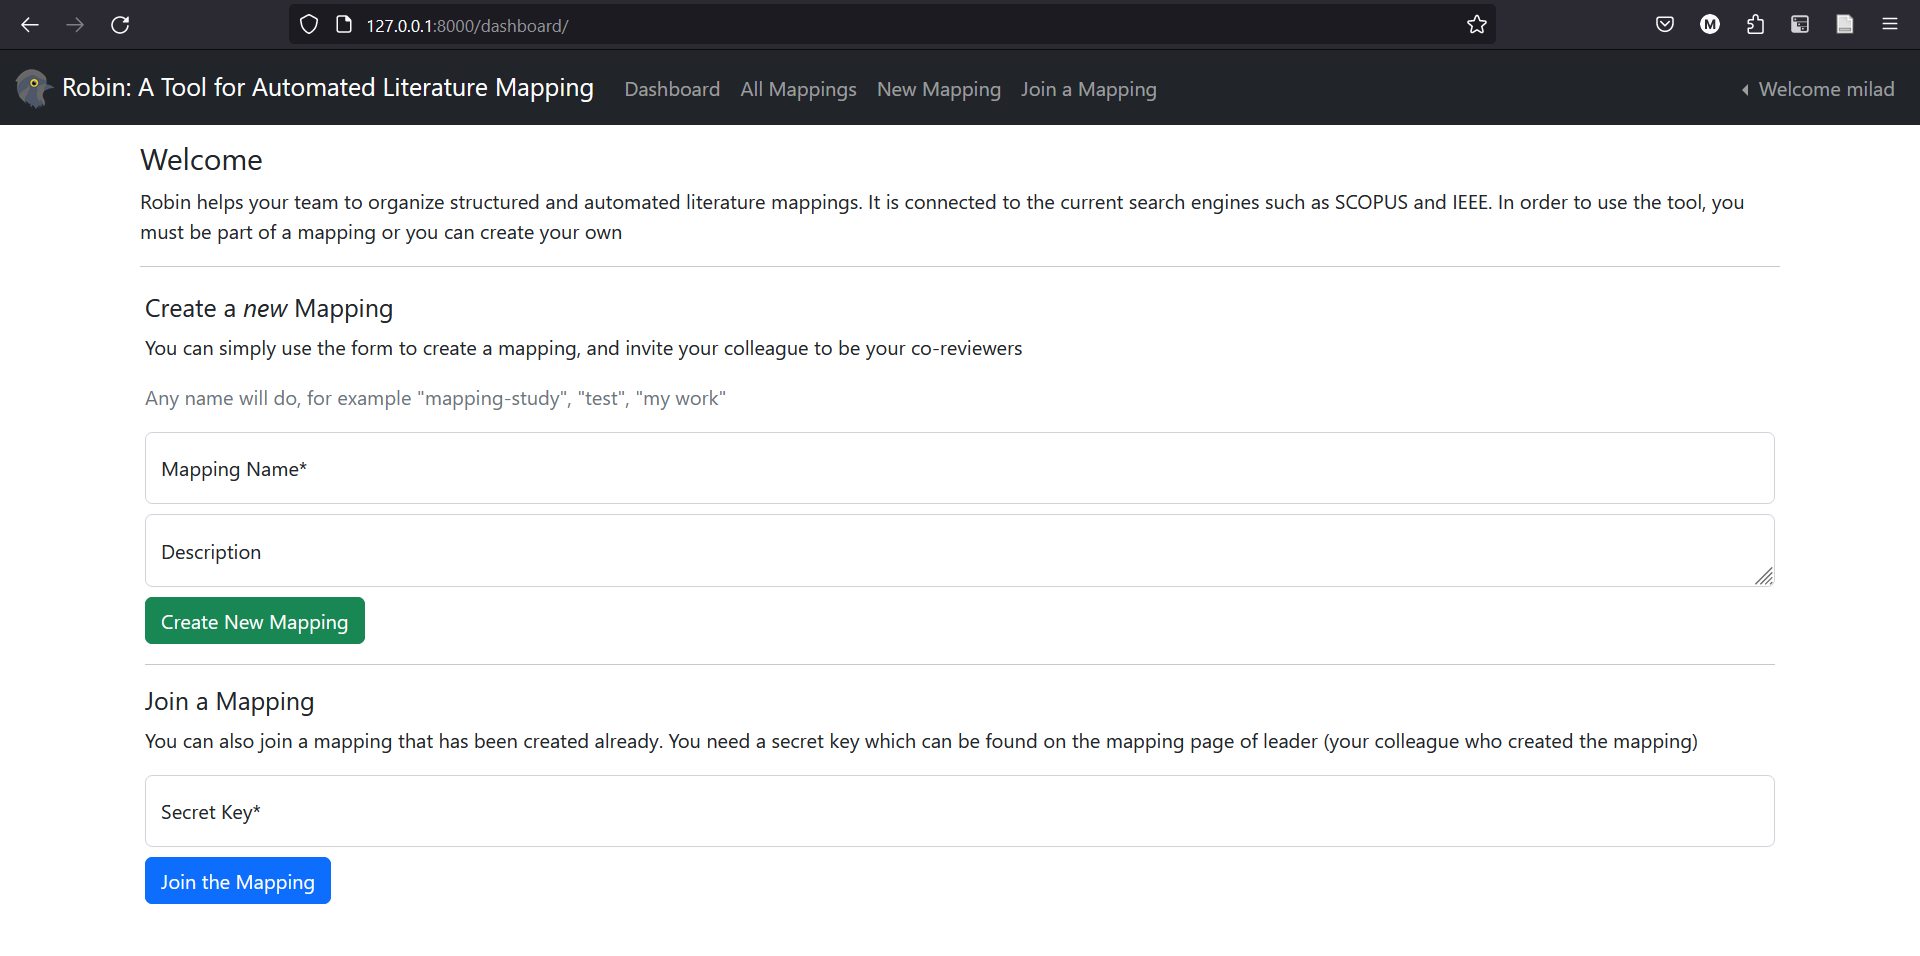 127.0.0.1:8000/dashboard/
M
Robin: A Tool for Automated Literature Mapping
Dashboard
All Mappings
New Mapping
Join a Mapping
Welcome milad
Welcome
Robin helps your team to organize structured and automated literature mappings. It is connected to the current search engines such as SCOPUS and IEEE. In order to use the tool, you
must be part of a mapping or you can create your own
Create a new Mapping
You can simply use the form to create a mapping, and invite your colleague to be your co-reviewers
Any name will do, for example "mapping-study", "test", "my work"
Mapping Name*
Description
Create New Mapping
Join a Mapping
You can also join a mapping that has been created already. You need a secret key which can be found on the mapping page of leader (your colleague who created the mapping)
Secret Key*
Join the Mapping